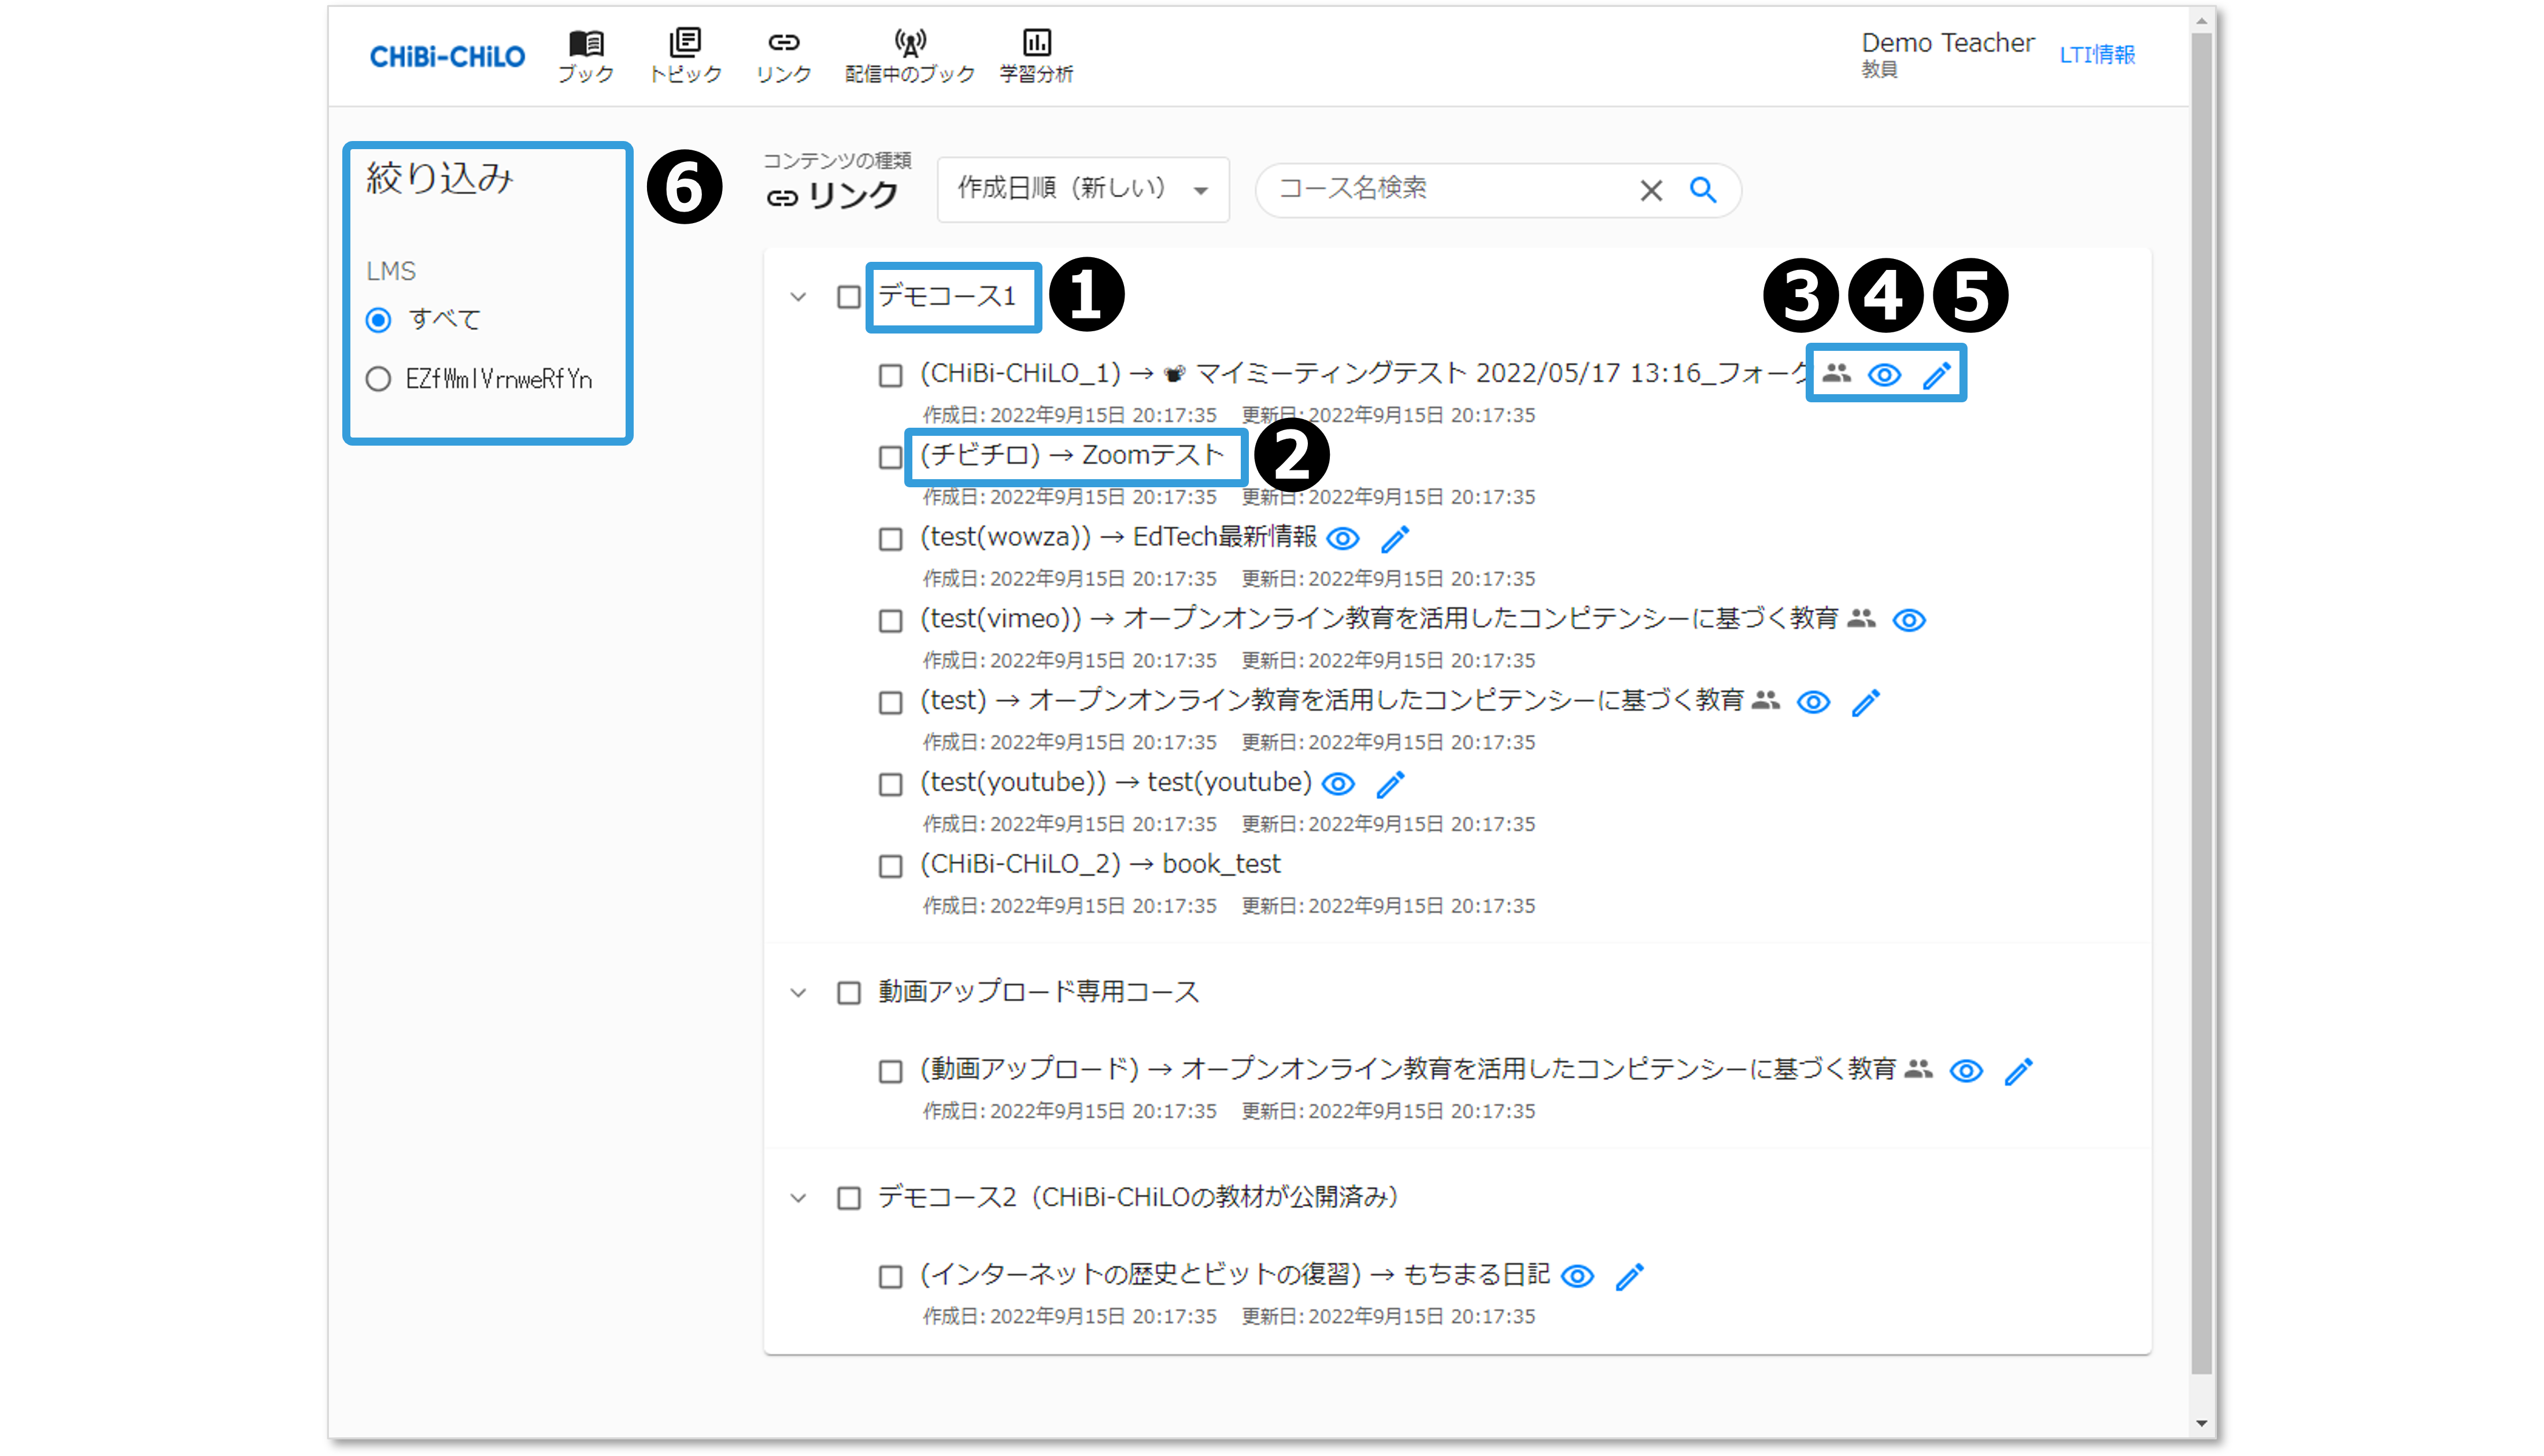 CHiBi-CHiLO
ブック
トピック
リンク
配信中のブック
学習分析
Demo Teacher
教員
LTI情報
絞り込み
❻
LMS
すべて
EZfWmIVrnweRfYn
コンテンツの種類
リンク
作成日順（新しい）
コース名検索
デモコース1
❶
❸❹❺
(CHiBi-CHiLO_1) → マイミーティングテスト 2022/05/17 13:16_フォーク
作成日: 2022年9月15日 20:17:35 更新日: 2022年9月15日 20:17:35
(チビチロ) → Zoomテスト
❷
作成日: 2022年9月15日 20:17:35 更新日: 2022年9月15日 20:17:35
(test(wowza)) → EdTech最新情報
作成日: 2022年9月15日 20:17:35 更新日: 2022年9月15日 20:17:35
(test(vimeo)) → オープンオンライン教育を活用したコンピテンシーに基づく教育
作成日: 2022年9月15日 20:17:35 更新日: 2022年9月15日 20:17:35
(test) → オープンオンライン教育を活用したコンピテンシーに基づく教育
作成日: 2022年9月15日 20:17:35 更新日: 2022年9月15日 20:17:35
(test(youtube)) → test(youtube)
作成日: 2022年9月15日 20:17:35 更新日: 2022年9月15日 20:17:35
(CHiBi-CHiLO_2) → book_test
作成日: 2022年9月15日 20:17:35 更新日: 2022年9月15日 20:17:35
動画アップロード専用コース
(動画アップロード) → オープンオンライン教育を活用したコンピテンシーに基づく教育
作成日: 2022年9月15日 20:17:35 更新日: 2022年9月15日 20:17:35
デモコース2（CHiBi-CHiLOの教材が公開済み）
(インターネットの歴史とビットの復習) → もちまる日記
作成日: 2022年9月15日 20:17:35 更新日: 2022年9月15日 20:17:35